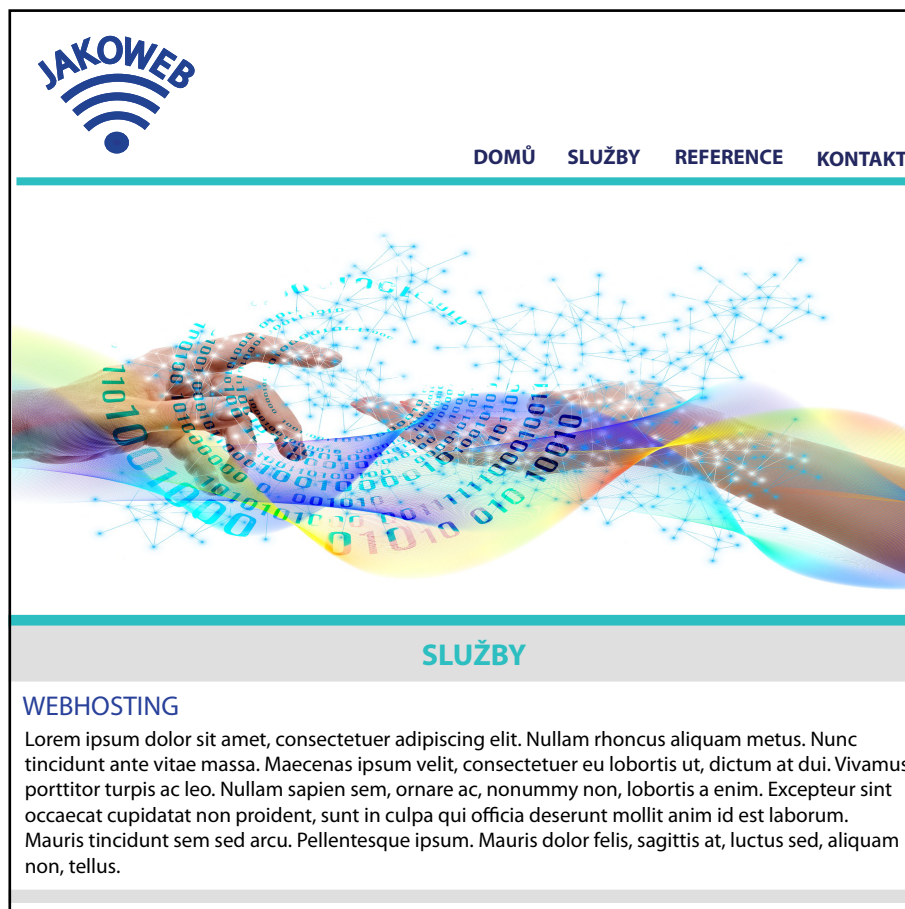 JAKOWEB
DOMŮ SLUŽBY REFERENCE KONTAKT
SLUŽBY
WEBHOSTING
Lorem ipsum dolor sit amet, consectetuer adipiscing elit. Nullam rhoncus aliquam metus. Nunc
tincidunt ante vitae massa. Maecenas ipsum velit, consectetuer eu lobortis ut, dictum at dui. Vivamus
porttitor turpis ac leo. Nullam sapien sem, ornare ac, nonummy non, lobortis a enim. Excepteur sint
occaecat cupidatat non proident, sunt in culpa qui officia deserunt mollit anim id est laborum.
Mauris tincidunt sem sed arcu. Pellentesque ipsum. Mauris dolor felis, sagittis at, luctus sed, aliquam
non, tellus.